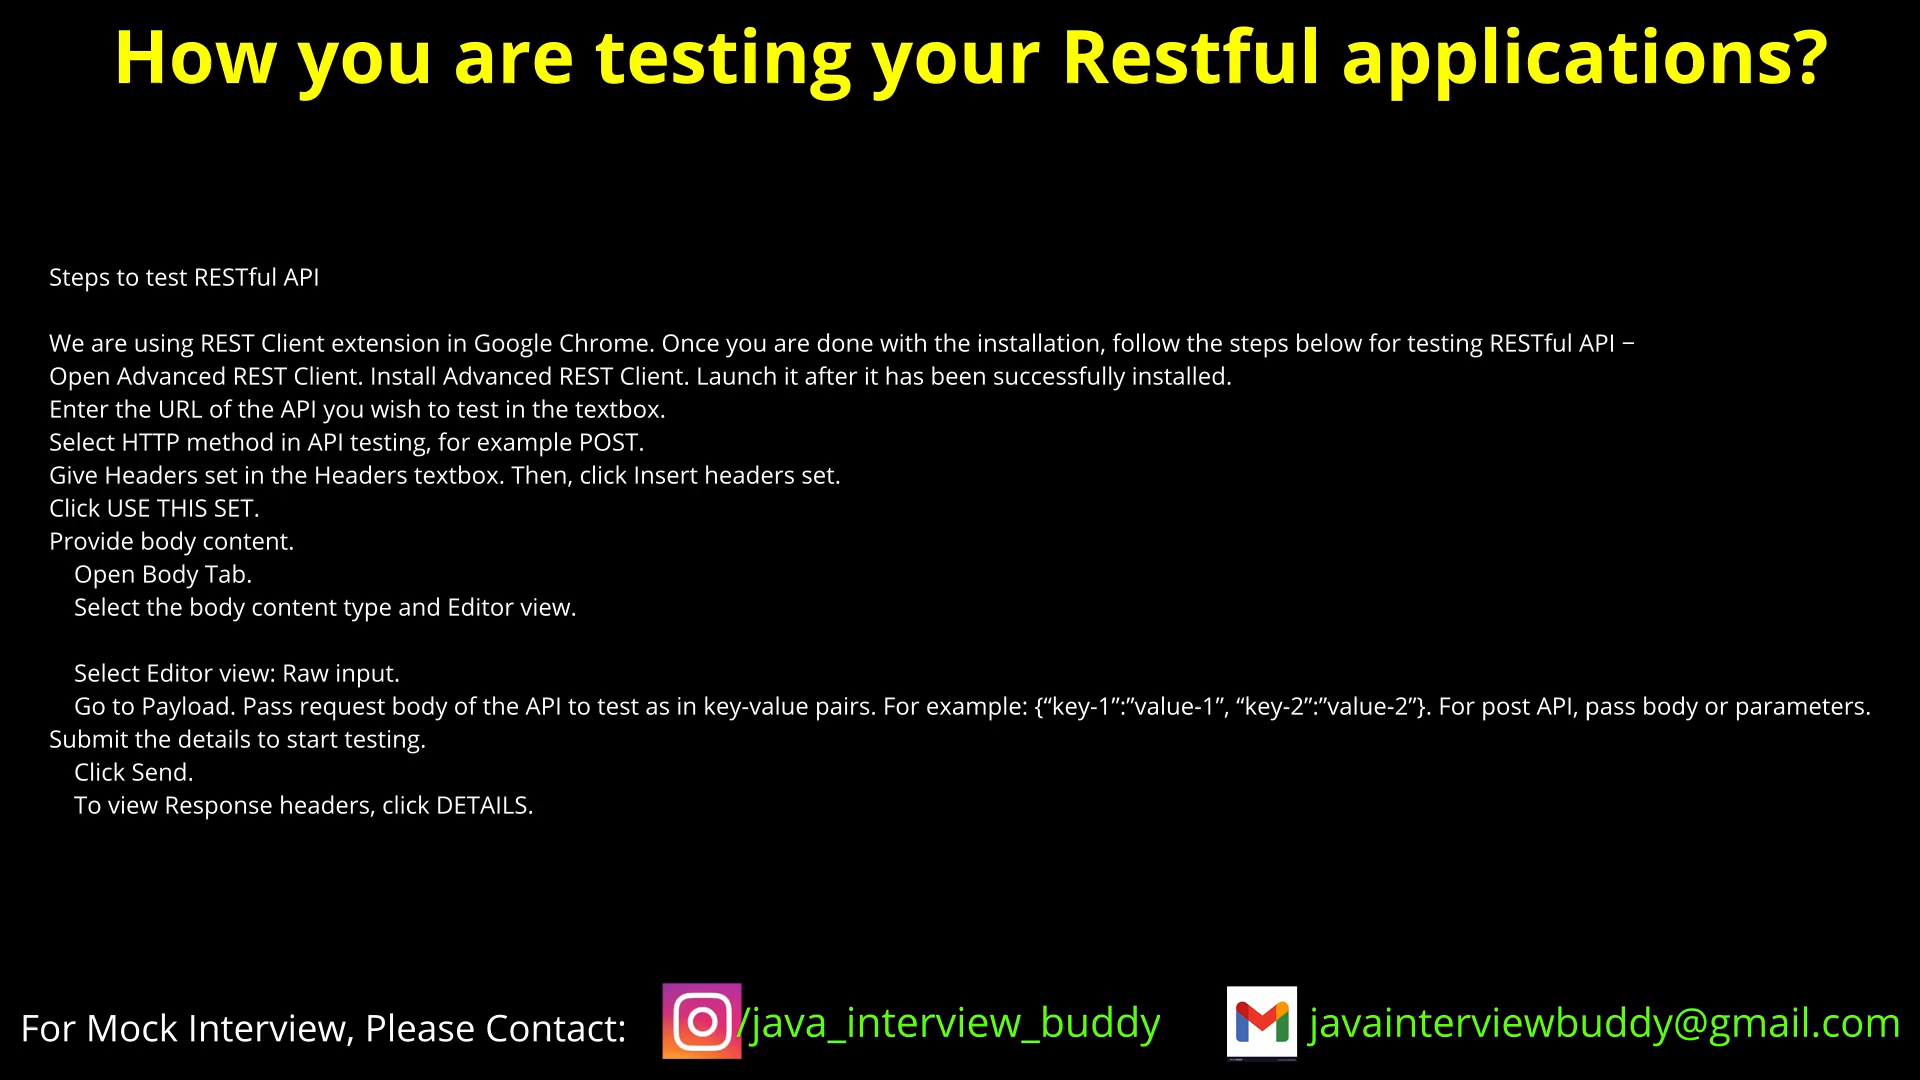 How you are testing your Restful applications?
Steps to test RESTful API
We are using REST Client extension in Google Chrome. Once you are done with the installation, follow the steps below for testing RESTful API −
Open Advanced REST Client. Install Advanced REST Client. Launch it after it has been successfully installed.
Enter the URL of the API you wish to test in the textbox.
Select HTTP method in API testing, for example POST.
Give Headers set in the Headers textbox. Then, click Insert headers set.
Click USE THIS SET.
Provide body content.
Open Body Tab.
Select the body content type and Editor view.
Select Editor view: Raw input.
Go to Payload. Pass request body of the API to test as in key-value pairs. For example: {“key-1”:”value-1”, “key-2”:”value-2”}. For post API, pass body or parameters.
Submit the details to start testing.
Click Send.
To view Response headers, click DETAILS.
For Mock Interview, Please Contact: /java_interview_buddy javainterviewbuddy@gmail.com